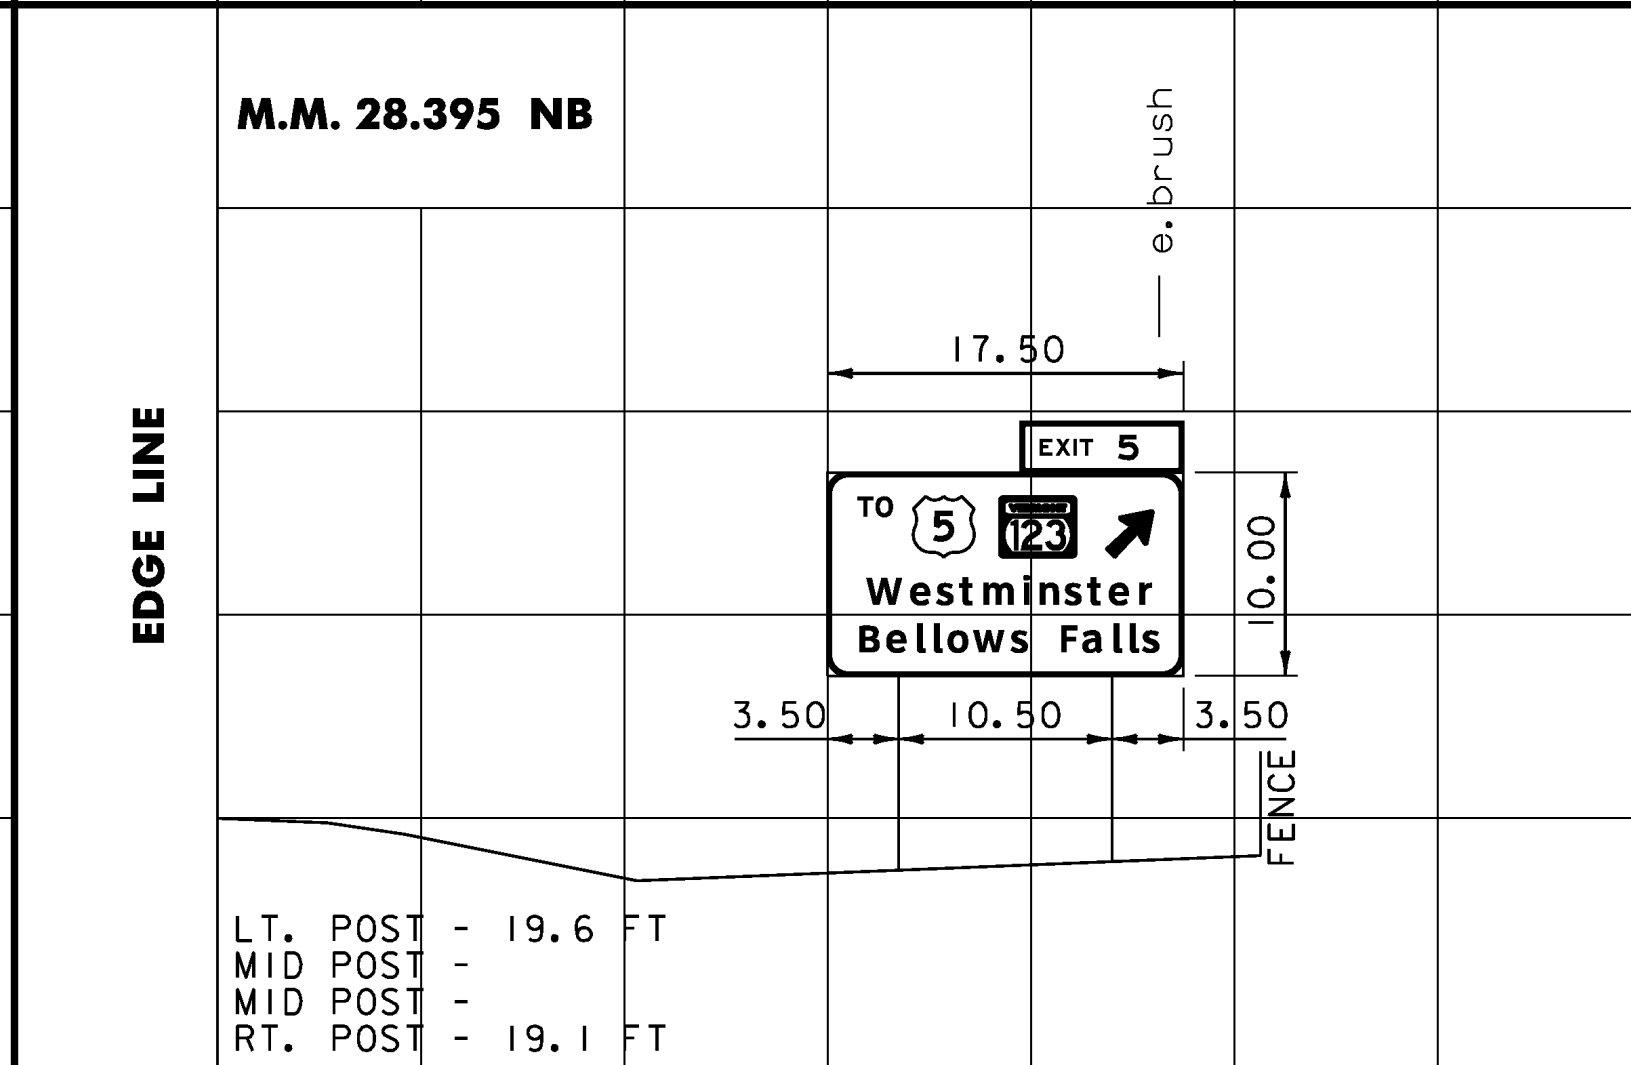 M.M. 28.395 NB
e.brush
17.50
EXIT 5
TO 5 VERMONT 123
Westminster
Bellows Falls
10.00
EDGE LINE
3.50 10.50 3.50
FENCE
LT. POST - 19.6 FT
MID POST -
MID POST -
RT. POST - 19.1 FT